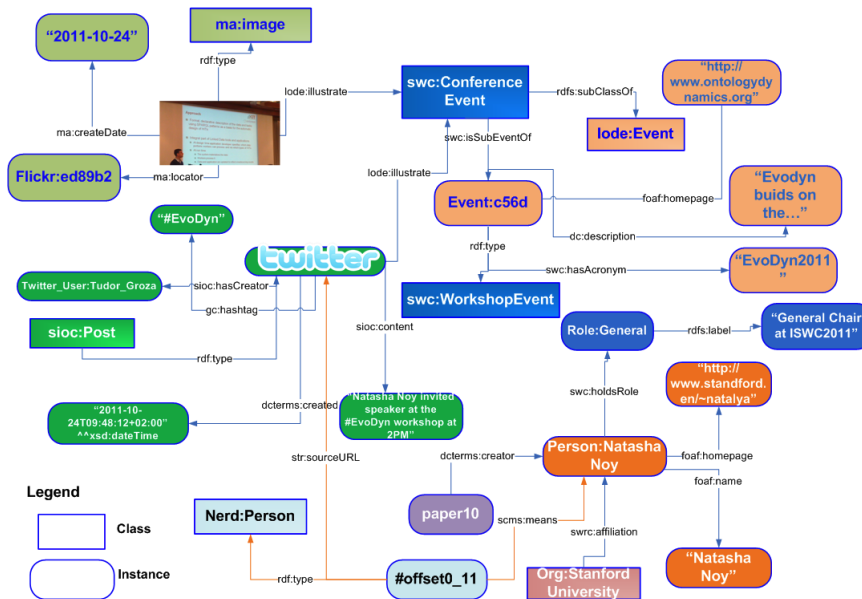 ma:image
"2011-10-24"
rdf:type
lode:illustrate
swc:Conference
Event
rdfs:subClassOf
"http://
www.ontologydy
namics.org"
lode:Event
ma:createDate
swc:isSubEventOf
Flickr:ed89b2
ma:locator
lode:illustrate
Event:c56d
foaf:homepage
"Evodyn
buids on
the..."
"#EvoDyn"
rdf:type
dc:description
twitter
swc:hasAcronym
"EvoDyn2011
"
Twitter_User:Tudor_Groza
sioc:hasCreator
swc:WorkshopEvent
gc:hashtag
sioc:Post
sioc:content
Role:General
rdfs:label
"General Chair
at ISWC2011"
rdf:type
swc:holdsRole
"http://
www.standford.
en/~natalya"
"2011-10-
24T09:48:12+02:00"
^^xsd:dateTime
dcterms:created
"Natasha Noy invited
speaker at the
#EvoDyn workshop at
2PM"
str:sourceURL
dcterms:creator
Person:Natasha
Noy
foaf:homepage
foaf:name
Legend
Class
Instance
Nerd:Person
paper10
scms:means
swrc:affiliation
rdf:type
#offset0_11
Org:Stanford
University
"Natasha
Noy"